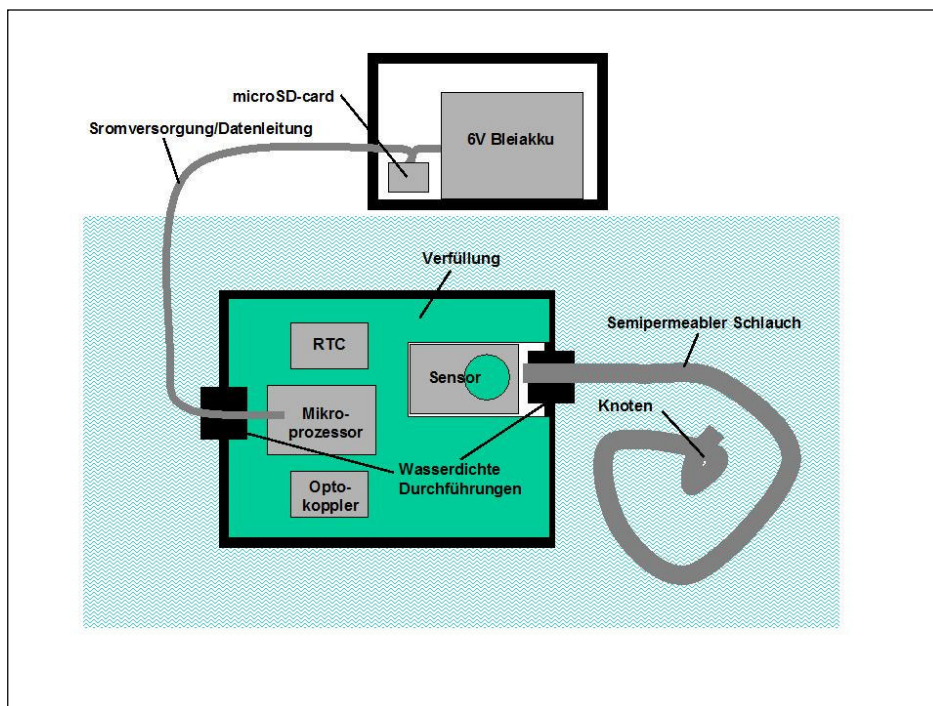 microSD-card
Sromversorgung/Datenleitung
6V Bleiakku
Verfüllung
Semipermeabler Schlauch
RTC
Sensor
Knoten
Mikro-
prozessor
Wasserdichte
Durchführungen
Opto-
koppler